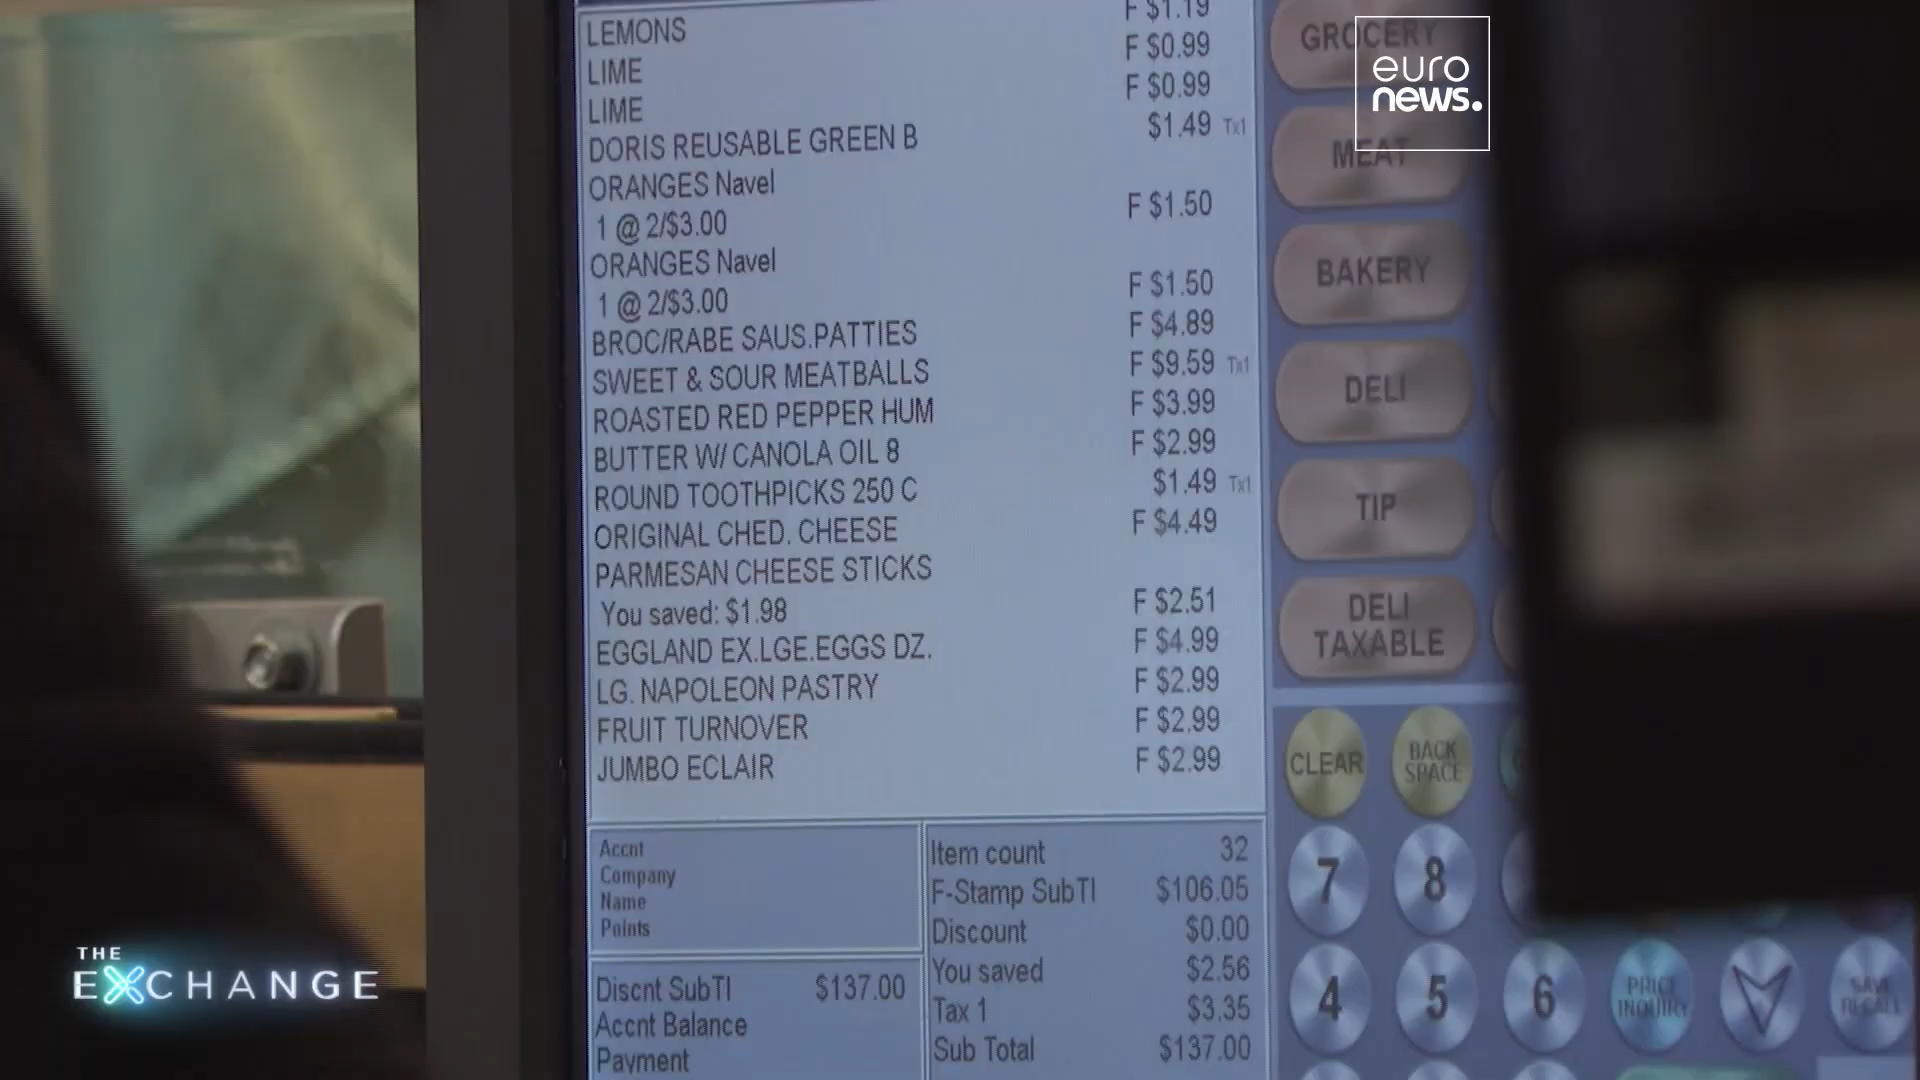 LEMONS F $1.19
LIME F $0.99
LIME F $0.99
DORIS REUSABLE GREEN B $1.49 Tx1
ORANGES Navel
1 @ 2/$3.00 F $1.50
ORANGES Navel
1 @ 2/$3.00 F $1.50
BROC/RABE SAUS.PATTIES F $4.89
SWEET & SOUR MEATBALLS F $9.59 Tx1
ROASTED RED PEPPER HUM F $3.99
BUTTER W/ CANOLA OIL 8 F $2.99
ROUND TOOTHPICKS 250 C $1.49 Tx1
ORIGINAL CHED. CHEESE F $4.49
PARMESAN CHEESE STICKS
You saved: $1.98 F $2.51
EGGLAND EX.LGE.EGGS DZ. F $4.99
LG. NAPOLEON PASTRY F $2.99
FRUIT TURNOVER F $2.99
JUMBO ECLAIR F $2.99
Accnt
Company
Name
Points
Discnt SubTl $137.00
Accnt Balance
Payment
Item count 32
F-Stamp SubTl $106.05
Discount $0.00
You saved $2.56
Tax 1 $3.35
Sub Total $137.00
GROCERY
MEAT
BAKERY
DELI
TIP
DELI
TAXABLE
CLEAR
BACK
SPACE
7 8
4 5 6
PRICE
INQUIRY
SAVE
RECALL
euro
news.
THE
EXCHANGE